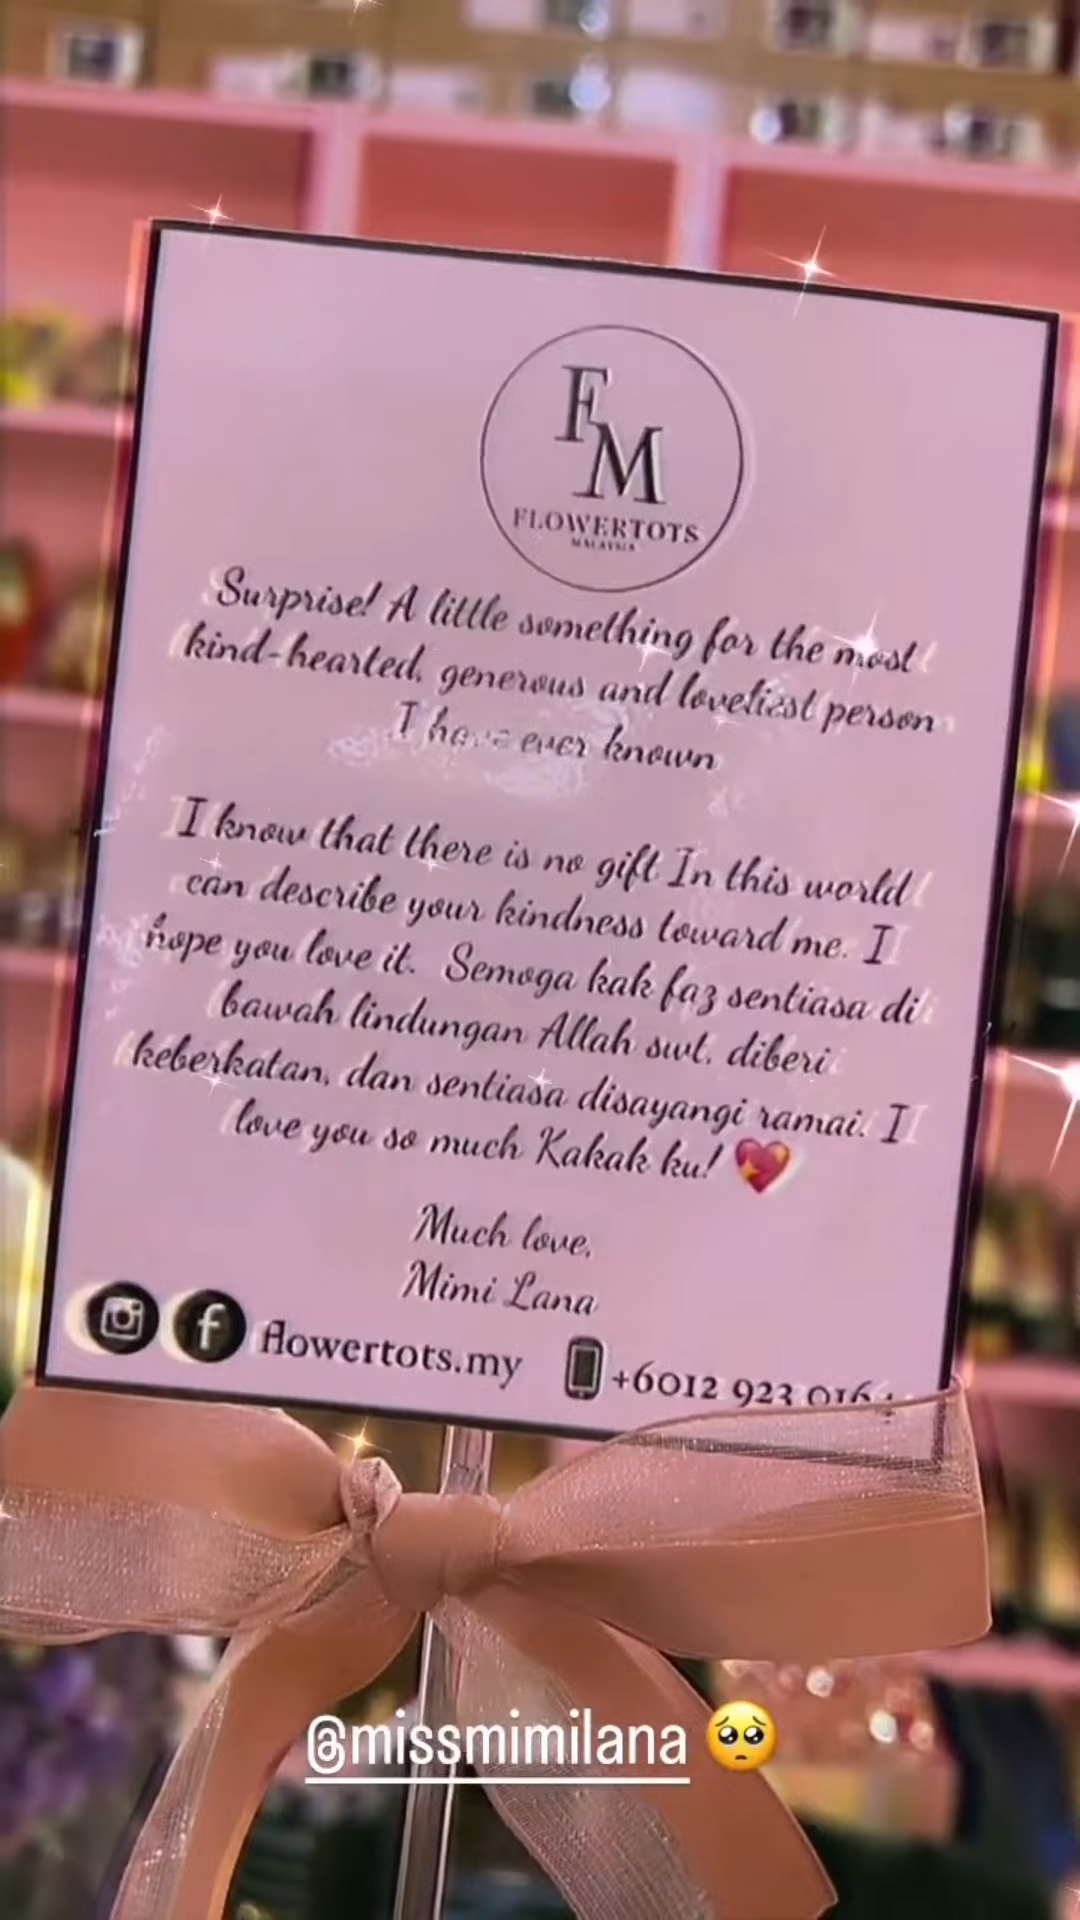 FM
FLOWERTOTS
MALAYSIA
Surprise! A little something for the most
kind-hearted, generous and loveliest person
I have ever known
I know that there is no gift In this world
can describe your kindness toward me. I
hope you love it. Semoga kak faz sentiasa di
bawah lindungan Allah swt, diberi
keberkatan, dan sentiasa disayangi ramai. I
love you so much Kakak ku! 💖
Much love,
Mimi Lana
flowertots.my
+6012 923
@missmimilana 🥺